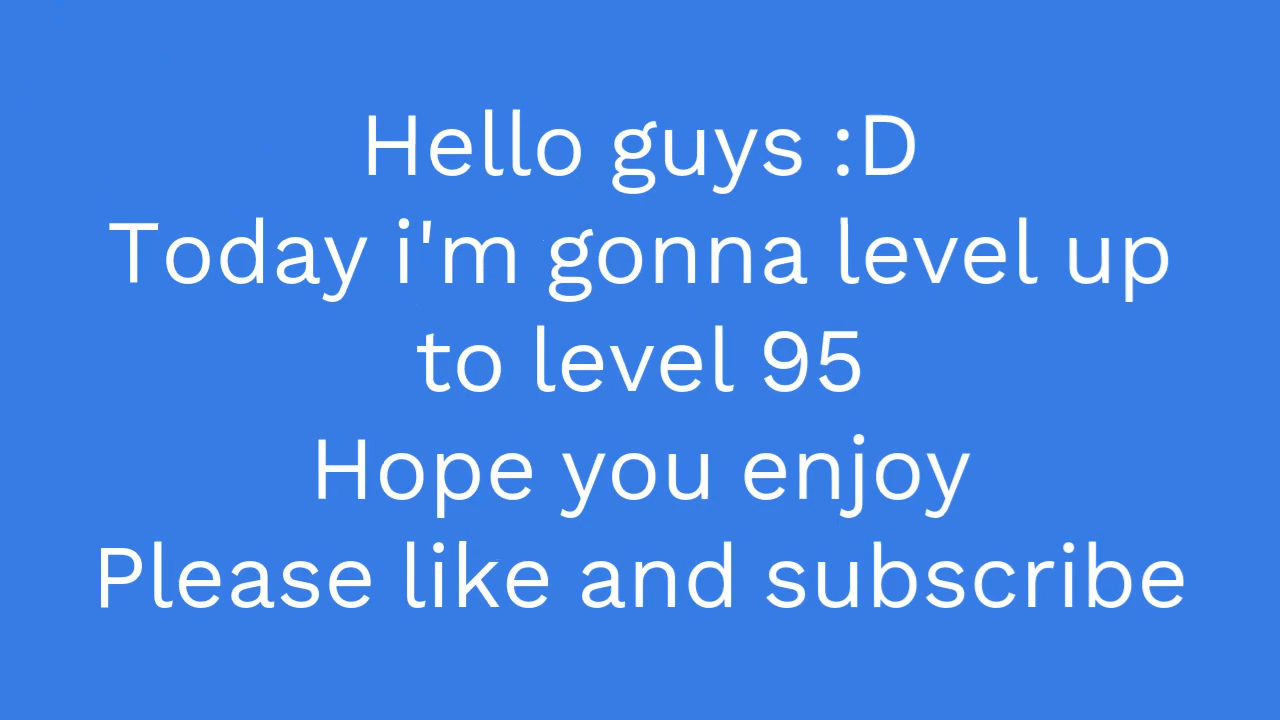 Hello guys :D
Today i'm gonna level up
to level 95
Hope you enjoy
Please like and subscribe